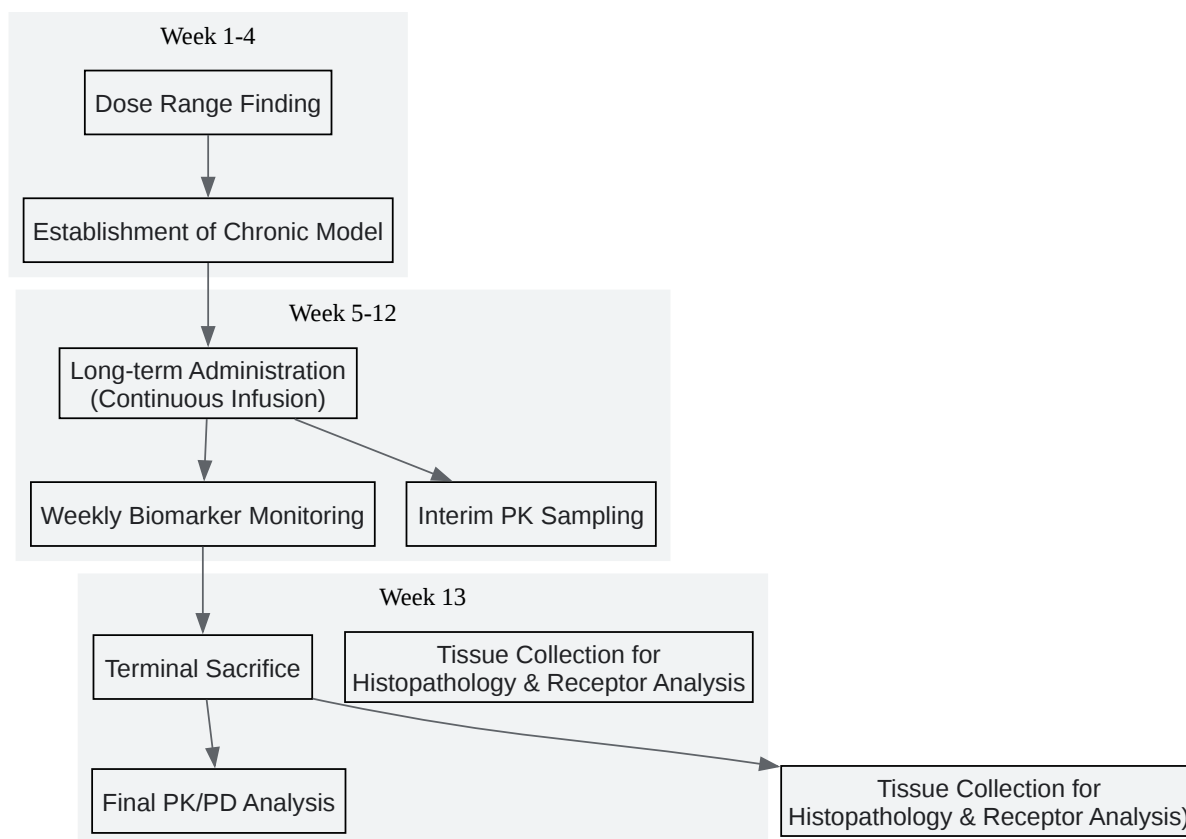 Week 1-4
Dose Range Finding
Establishment of Chronic Model
Week 5-12
Long-term Administration
(Continuous Infusion)
Weekly Biomarker Monitoring
Interim PK Sampling
Week 13
Terminal Sacrifice
Tissue Collection for
Histopathology & Receptor Analysis
Final PK/PD Analysis
Tissue Collection for
Histopathology & Receptor Analysis)